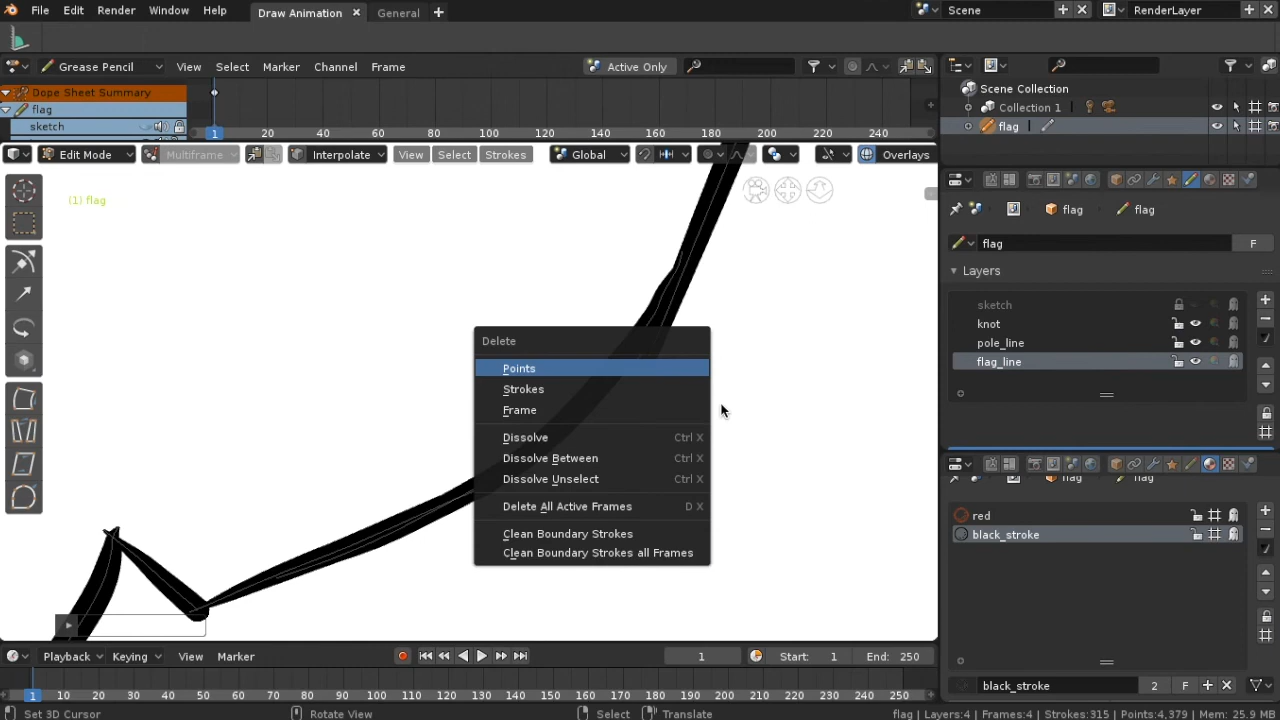 File Edit Render Window Help Draw Animation General Scene RenderLayer
Grease Pencil View Select Marker Channel Frame Active Only
Dope Sheet Summary
flag
sketch
1 20 40 60 80 100 120 140 160 180 200 220 240
Edit Mode Multiframe Interpolate View Select Strokes Global Overlays
(1) flag
Delete
Points
Strokes
Frame
Dissolve Ctrl X
Dissolve Between Ctrl X
Dissolve Unselect Ctrl X
Delete All Active Frames D X
Clean Boundary Strokes
Clean Boundary Strokes all Frames
Scene Collection
Collection 1
flag
flag flag
flag F
Layers
sketch
knot
pole_line
flag_line
flag flag
red
black_stroke
black_stroke 2 F
Playback Keying View Marker 1 Start: 1 End: 250
1 10 20 30 40 50 60 70 80 90 100 110 120 130 140 150 160 170 180 190 200 210 220 230 240 250
Set 3D Cursor Rotate View Select Translate flag | Layers:4 | Frames:4 | Strokes:315 | Points:4,379 | Mem: 25.9 MB